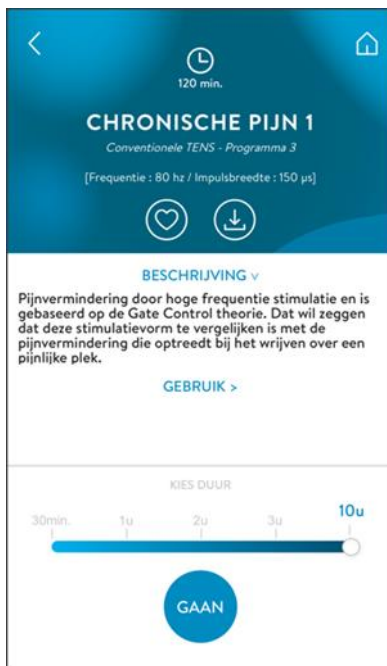 120 min.
CHRONISCHE PIJN 1
Conventionele TENS - Programma 3
[Frequentie : 80 hz / Impulsbreedte : 150 µs]
BESCHRIJVING v
Pijnvermindering door hoge frequentie stimulatie en is
gebaseerd op de Gate Control theorie. Dat wil zeggen
dat deze stimulatievorm te vergelijken is met de
pijnvermindering die optreedt bij het wrijven over een
pijnlijke plek.
GEBRUIK >
KIES DUUR
30min. 1u 2u 3u 10u
GAAN